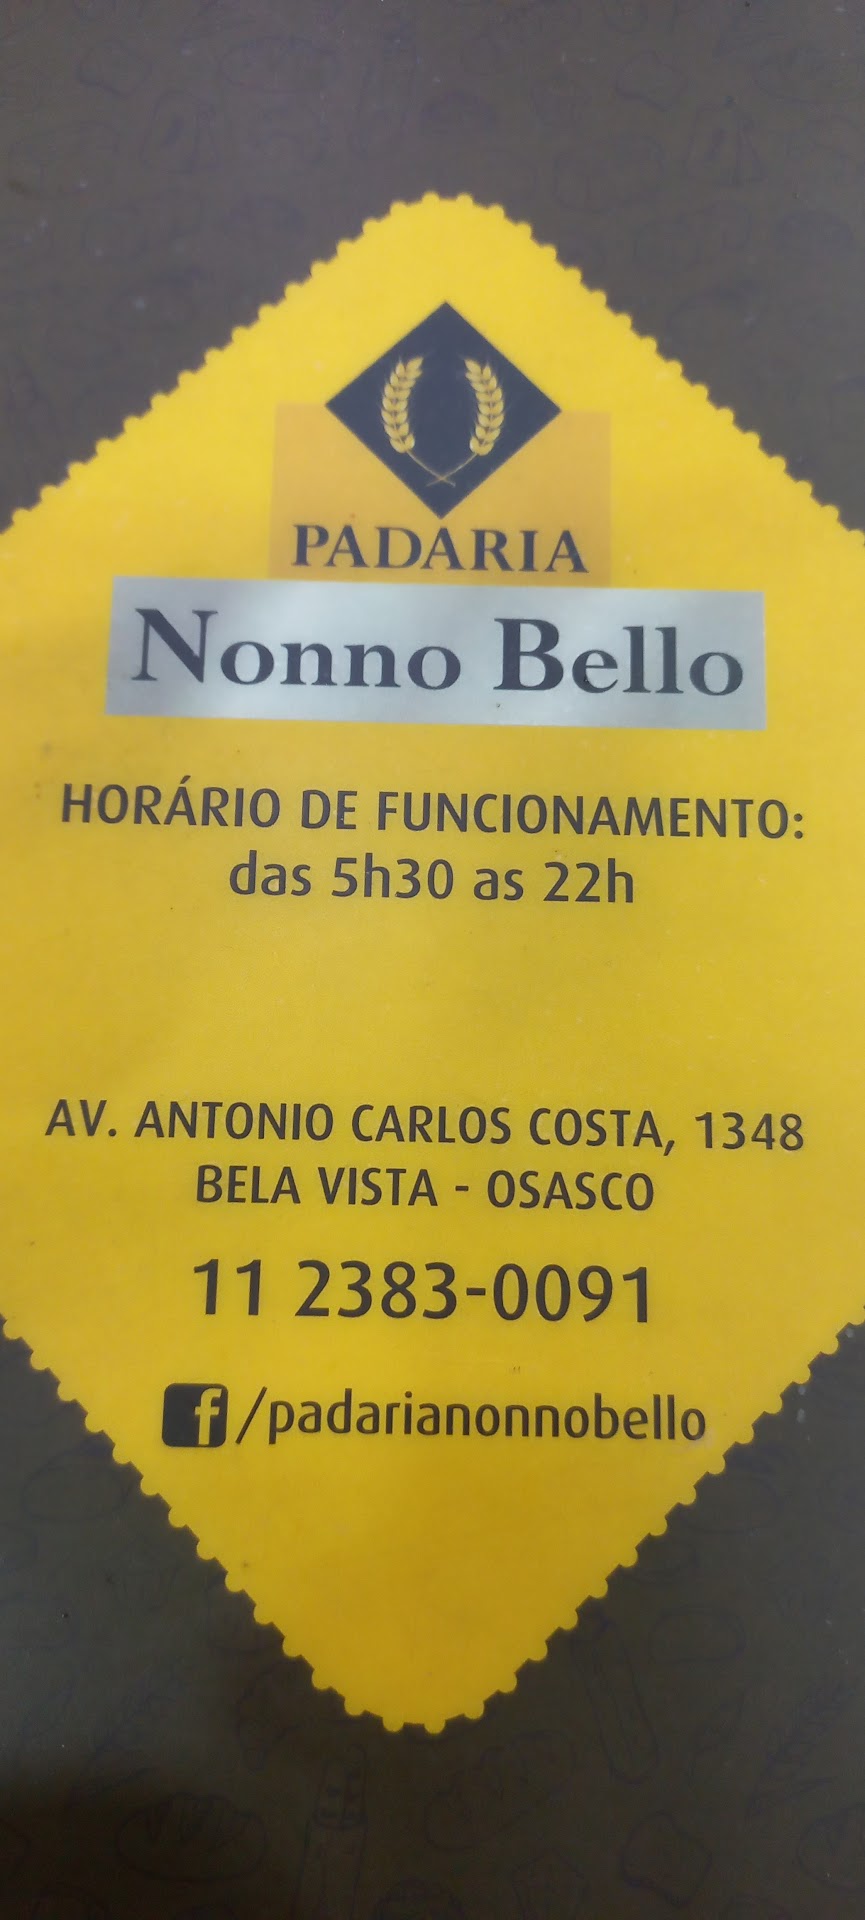 PADARIA
Nonno Bello
HORÁRIO DE FUNCIONAMENTO:
das 5h30 as 22h
AV. ANTONIO CARLOS COSTA, 1348
BELA VISTA - OSASCO
11 2383-0091
f/padarianonnobello